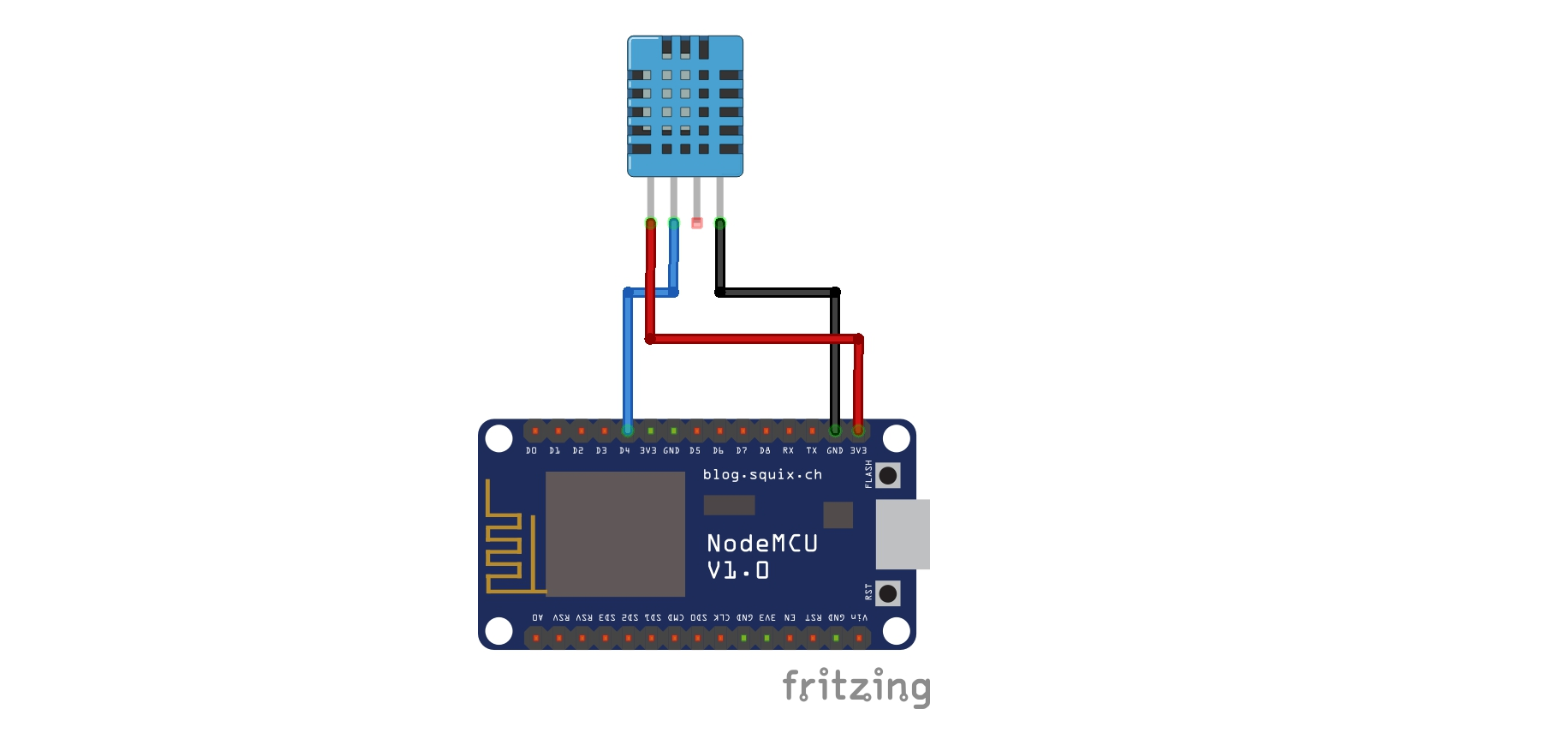 D0 D1 D2 D3 D4 3V3 GND D5 D6 D7 D8 RX TX GND 3V3
FLASH
blog.squix.ch
NodeMCU
V1.0
RST
A0 RSV RSV SD3 SD2 SD1 CMD SD0 CLK GND 3V3 EN RST GND Vin
fritzing